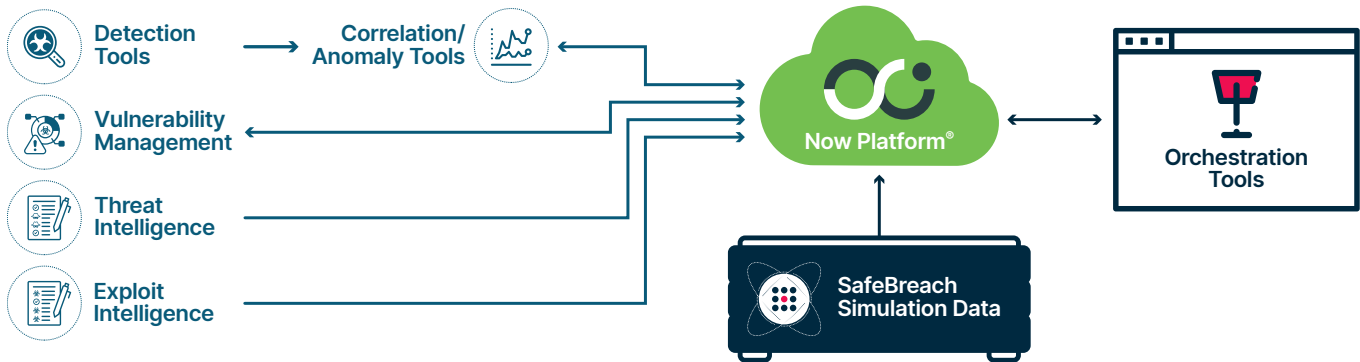 Detection
Tools
Correlation/
Anomaly Tools
Vulnerability
Management
Threat
Intelligence
Exploit
Intelligence
Now Platform®
SafeBreach
Simulation Data
Orchestration
Tools